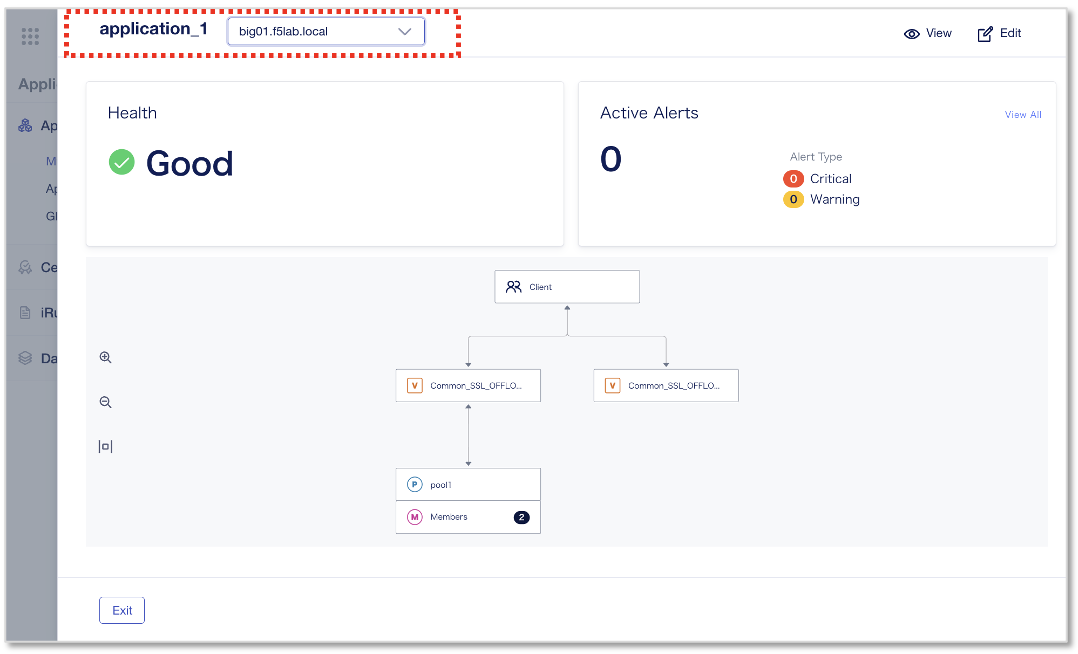 application_1
big01.f5lab.local
View
Edit
Appli
Ap
M
Ap
Gl
Ce
iRu
Da
Health
Good
Active Alerts
View All
0
Alert Type
0 Critical
0 Warning
Client
V Common_SSL_OFFLO...
V Common_SSL_OFFLO...
P pool1
M Members 2
Exit